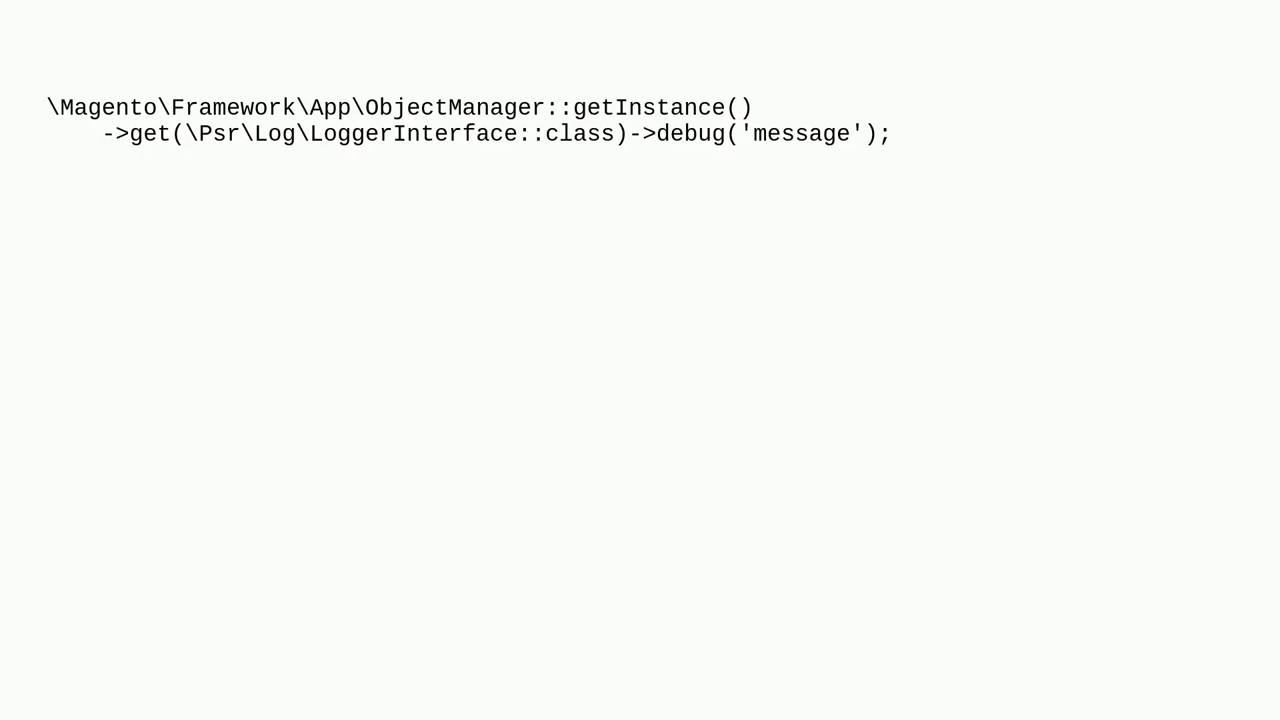 \Magento\Framework\App\ObjectManager::getInstance()
    ->get(\Psr\Log\LoggerInterface::class)->debug('message');